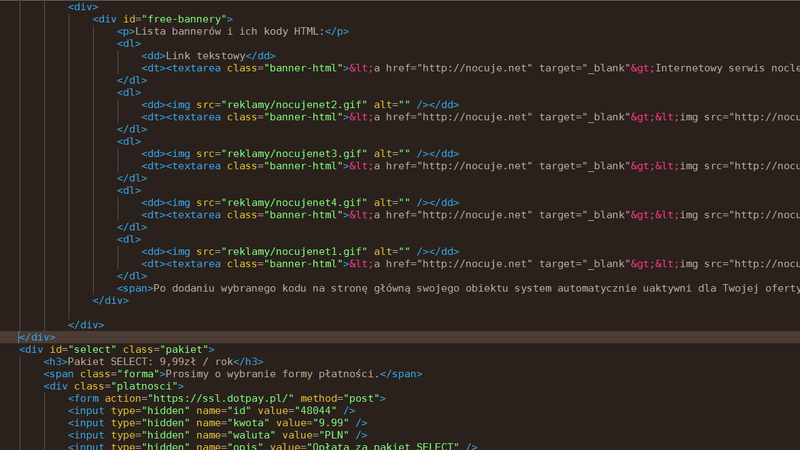 <div>
<div id="free-bannery">
<p>Lista bannerów i ich kody HTML:</p>
<dl>
<dd>Link tekstowy</dd>
<dt><textarea class="banner-html">&lt;a href="http://nocuje.net" target="_blank"&gt;Internetowy serwis nocle
</dl>
<dl>
<dd><img src="reklamy/nocujenet2.gif" alt="" /></dd>
<dt><textarea class="banner-html">&lt;a href="http://nocuje.net" target="_blank"&gt;&lt;img src="http://nocu
</dl>
<dl>
<dd><img src="reklamy/nocujenet3.gif" alt="" /></dd>
<dt><textarea class="banner-html">&lt;a href="http://nocuje.net" target="_blank"&gt;&lt;img src="http://nocu
</dl>
<dl>
<dd><img src="reklamy/nocujenet4.gif" alt="" /></dd>
<dt><textarea class="banner-html">&lt;a href="http://nocuje.net" target="_blank"&gt;&lt;img src="http://nocu
</dl>
<dl>
<dd><img src="reklamy/nocujenet1.gif" alt="" /></dd>
<dt><textarea class="banner-html">&lt;a href="http://nocuje.net" target="_blank"&gt;&lt;img src="http://nocu
</dl>
<span>Po dodaniu wybranego kodu na stronę główną swojego obiektu system automatycznie uaktywni dla Twojej oferty
</div>
</div>
</div>
<div id="select" class="pakiet">
<h3>Pakiet SELECT: 9,99zł / rok</h3>
<span class="forma">Prosimy o wybranie formy płatności.</span>
<div class="platnosci">
<form action="https://ssl.dotpay.pl/" method="post">
<input type="hidden" name="id" value="48044" />
<input type="hidden" name="kwota" value="9.99" />
<input type="hidden" name="waluta" value="PLN" />
<input type="hidden" name="opis" value="Opłata za pakiet SELECT" />